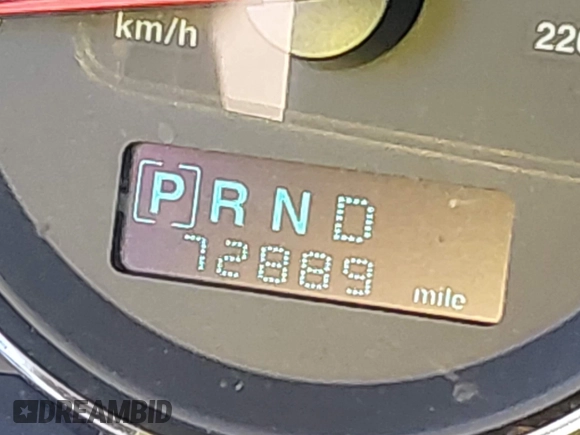 km/h
220
[P] R N D
72889 mile
DREAMBID